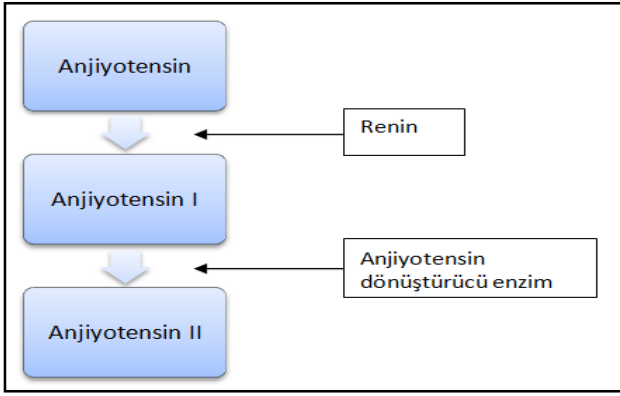 Anjiyotensin
Renin
Anjiyotensin I
Anjiyotensin
dönüştürücü enzim
Anjiyotensin II